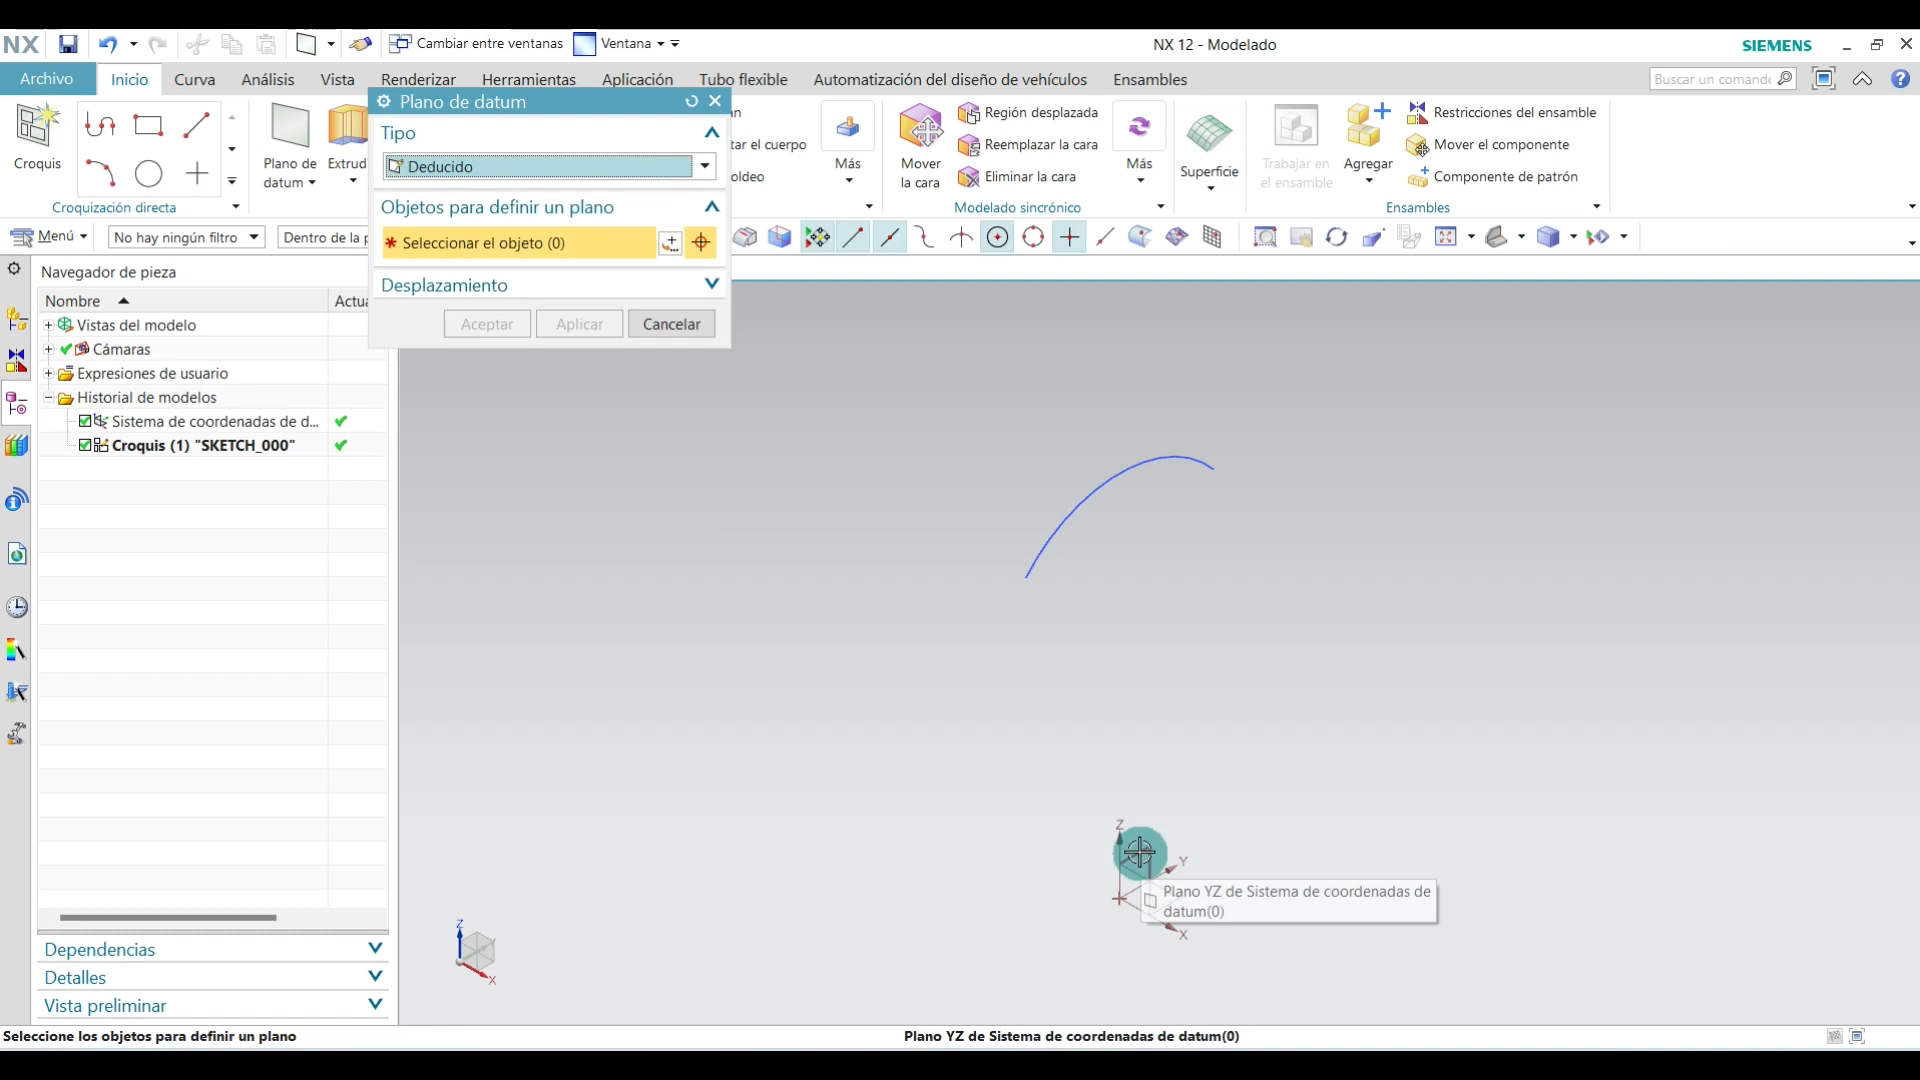 NX
Cambiar entre ventanas
Ventana
NX 12 - Modelado
SIEMENS
Archivo
Inicio
Curva
Análisis
Vista
Renderizar
Herramientas
Aplicación
Tubo flexible
Automatización del diseño de vehículos
Ensambles
Buscar un comando
Croquis
Croquización directa
Plano de
datum
Extrud
Plano de datum
Tipo
Deducido
Objetos para definir un plano
* Seleccionar el objeto (0)
Desplazamiento
Aceptar
Aplicar
Cancelar
tar el cuerpo
oldeo
Más
Mover
la cara
Región desplazada
Reemplazar la cara
Eliminar la cara
Más
Modelado sincrónico
Superficie
Trabajar en
el ensamble
Agregar
Restricciones del ensamble
Mover el componente
Componente de patrón
Ensambles
Menú
No hay ningún filtro
Dentro de la p
Navegador de pieza
Nombre
Actua
Vistas del modelo
Cámaras
Expresiones de usuario
Historial de modelos
Sistema de coordenadas de d...
Croquis (1) "SKETCH_000"
Z
Y
X
Plano YZ de Sistema de coordenadas de
datum(0)
Z
X
Dependencias
Detalles
Vista preliminar
Seleccione los objetos para definir un plano
Plano YZ de Sistema de coordenadas de datum(0)